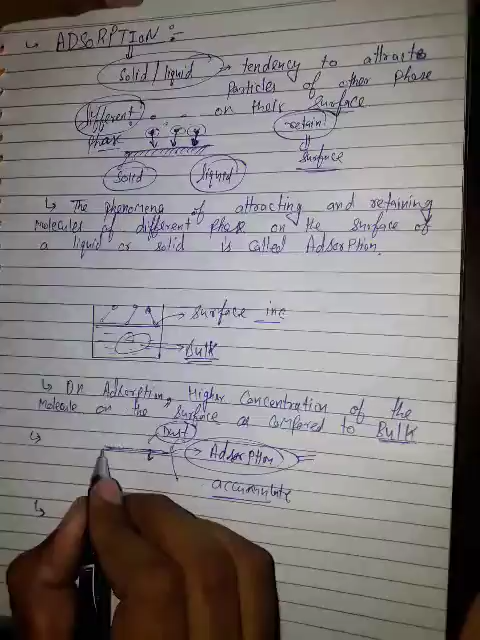 ↳ ADSORPTION :-
Solid/liquid → tendency to attract
Particles of other phase
on their surface
different
phase
retain
surface
Solid
liquid
↳ The phenomena of attracting and retaining
molecules of different phase on the surface of
a liquid or solid is called Adsorption.
→ Surface inc
→ Bulk
↳ On Adsorption, Higher Concentration of the
Molecule on the surface as compared to Bulk
↳
Dust
→ Adsorption
accumulate
↳